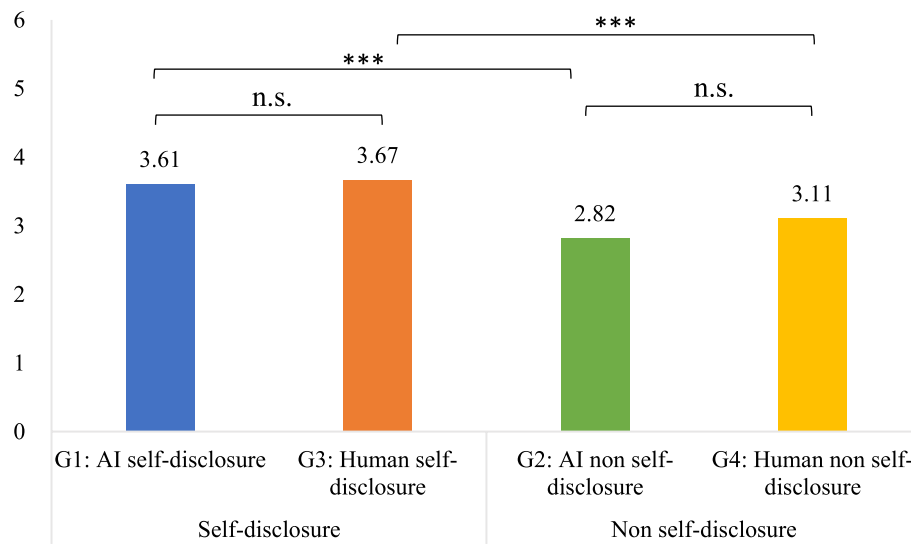 6
***
***
5
n.s.
n.s.
4
3.61
3.67
3.11
3
2.82
2
1
0
G1: AI self-disclosure
G3: Human self-
disclosure
G2: AI non self-
disclosure
G4: Human non self-
disclosure
Self-disclosure
Non self-disclosure